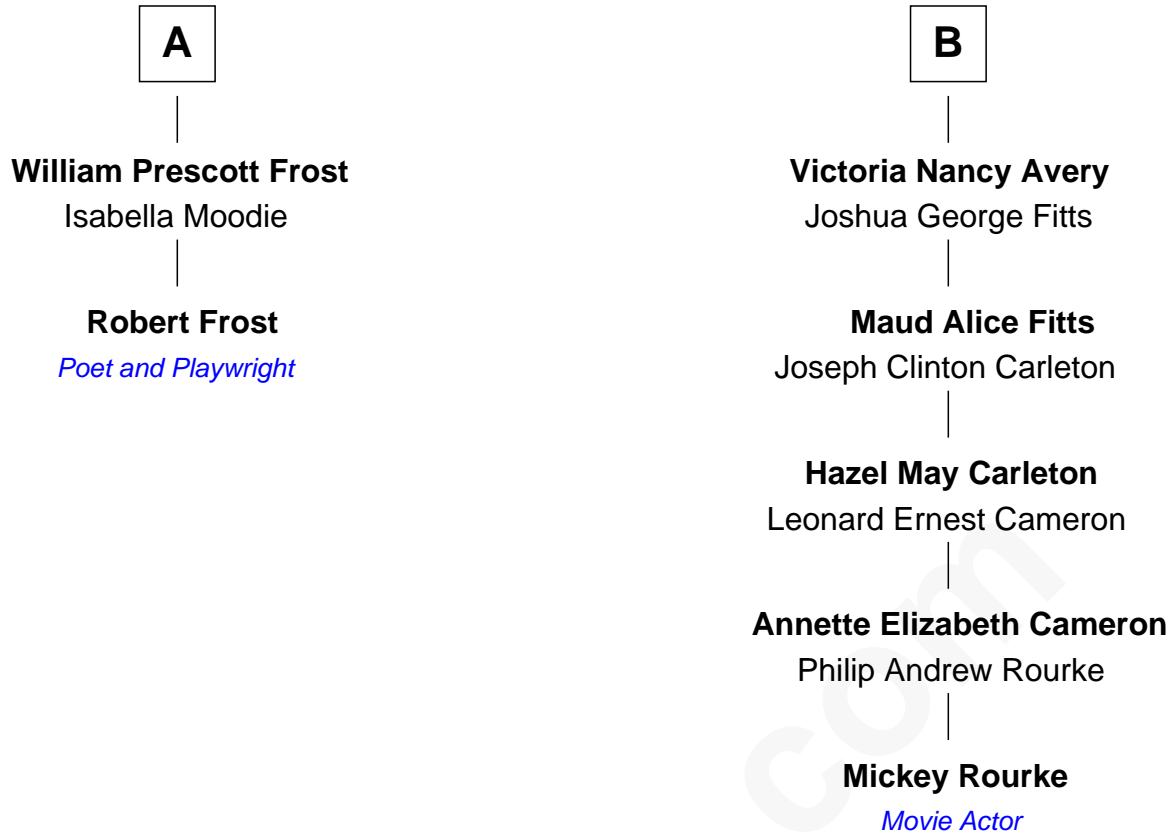 A
William Prescott Frost
Isabella Moodie
Robert Frost
Poet and Playwright
B
Victoria Nancy Avery
Joshua George Fitts
Maud Alice Fitts
Joseph Clinton Carleton
Hazel May Carleton
Leonard Ernest Cameron
Annette Elizabeth Cameron
Philip Andrew Rourke
Mickey Rourke
Movie Actor
com